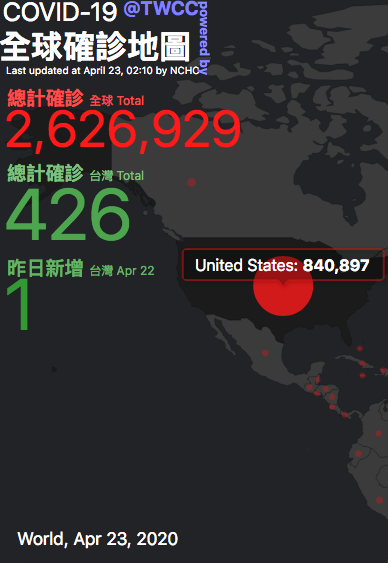 COVID-19 @TWCC
powered by
全球確診地圖
Last updated at April 23, 02:10 by NCHC
總計確診 全球 Total
2,626,929
總計確診 台灣 Total
426
昨日新增 台灣 Apr 22
1
United States: 840,897
World, Apr 23, 2020